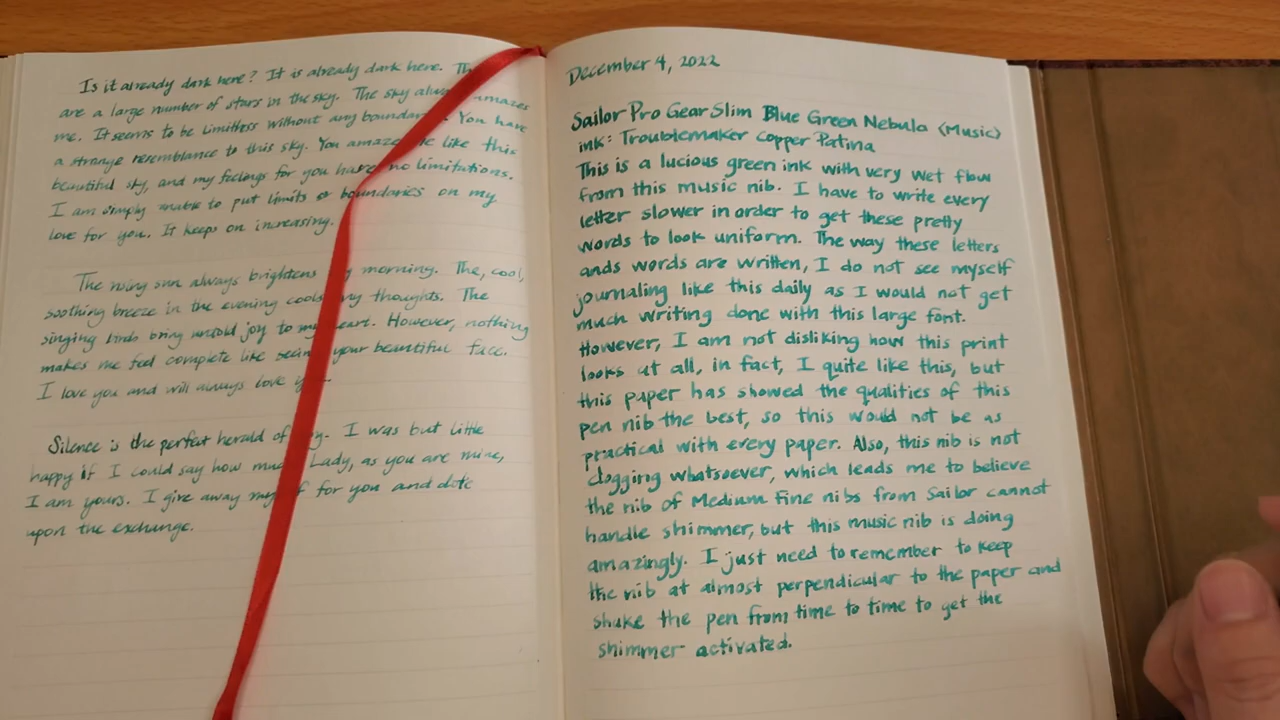 Is it already dark here? It is already dark here. Th
are a large number of stars in the sky. The sky alwa amazes
me. It seems to be limitless without any boundar You have
a strange resemblance to this sky. You amaze me like this
beautiful sky, and my feelings for you have no limitations.
I am simply unable to put limits or boundaries on my
love for you. It keeps on increasing.
The rising sun always brightens my morning. The, cool,
soothing breeze in the evening cools my thoughts. The
singing birds bring untold joy to my heart. However, nothing
makes me feel complete like seein your beautiful face.
I love you and will always love y
Silence is the perfect herald of y. I was but little
happy if I could say how muc Lady, as you are mine,
I am yours. I give away my f for you and dote
upon the exchange.
December 4, 2022
Sailor Pro Gear Slim Blue Green Nebula (Music)
ink: Troublemaker Copper Patina
This is a lucious green ink with very wet flow
from this music nib. I have to write every
letter slower in order to get these pretty
words to look uniform. The way these letters
ands words are written, I do not see myself
journaling like this daily as I would not get
much writing done with this large font.
However, I am not disliking how this print
looks at all, in fact, I quite like this, but
this paper has showed the qualities of this
pen nib the best, so this would not be as
practical with every paper. Also, this nib is not
clogging whatsoever, which leads me to believe
the nib of Medium Fine nibs from Sailor cannot
handle shimmer, but this music nib is doing
amazingly. I just need to remember to keep
the nib at almost perpendicular to the paper and
shake the pen from time to time to get the
shimmer activated.